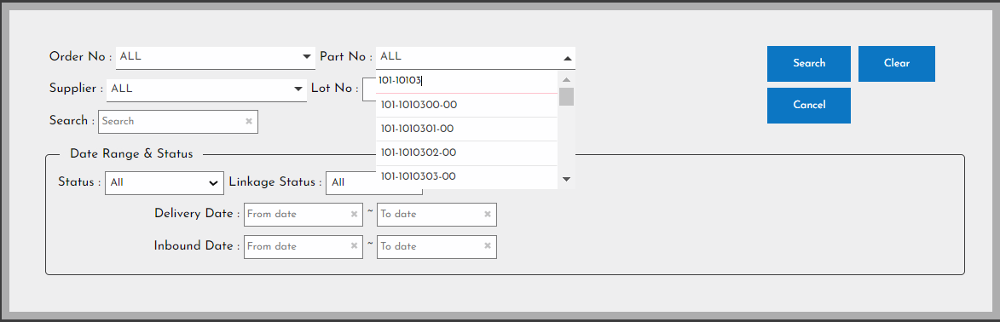 Order No : ALL Part No : ALL
Search Clear
Supplier : ALL Lot No : 101-10103
101-1010300-00
Cancel
Search : Search
101-1010301-00
101-1010302-00
Date Range & Status
101-1010303-00
Status : All Linkage Status : All
Delivery Date : From date ~ To date
Inbound Date : From date ~ To date